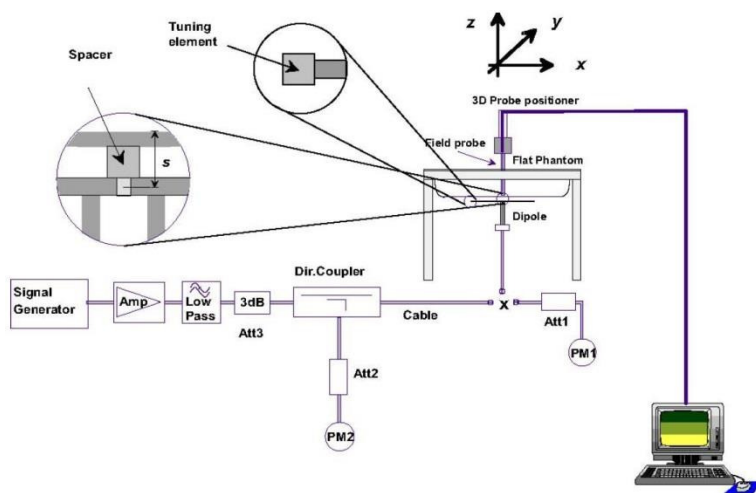 Tuning
element
Spacer
s
z
y
x
3D Probe positioner
Field probe
Flat Phantom
Dipole
Signal
Generator
Amp
Low
Pass
3dB
Att3
Dir.Coupler
Cable
x
Att1
PM1
Att2
PM2